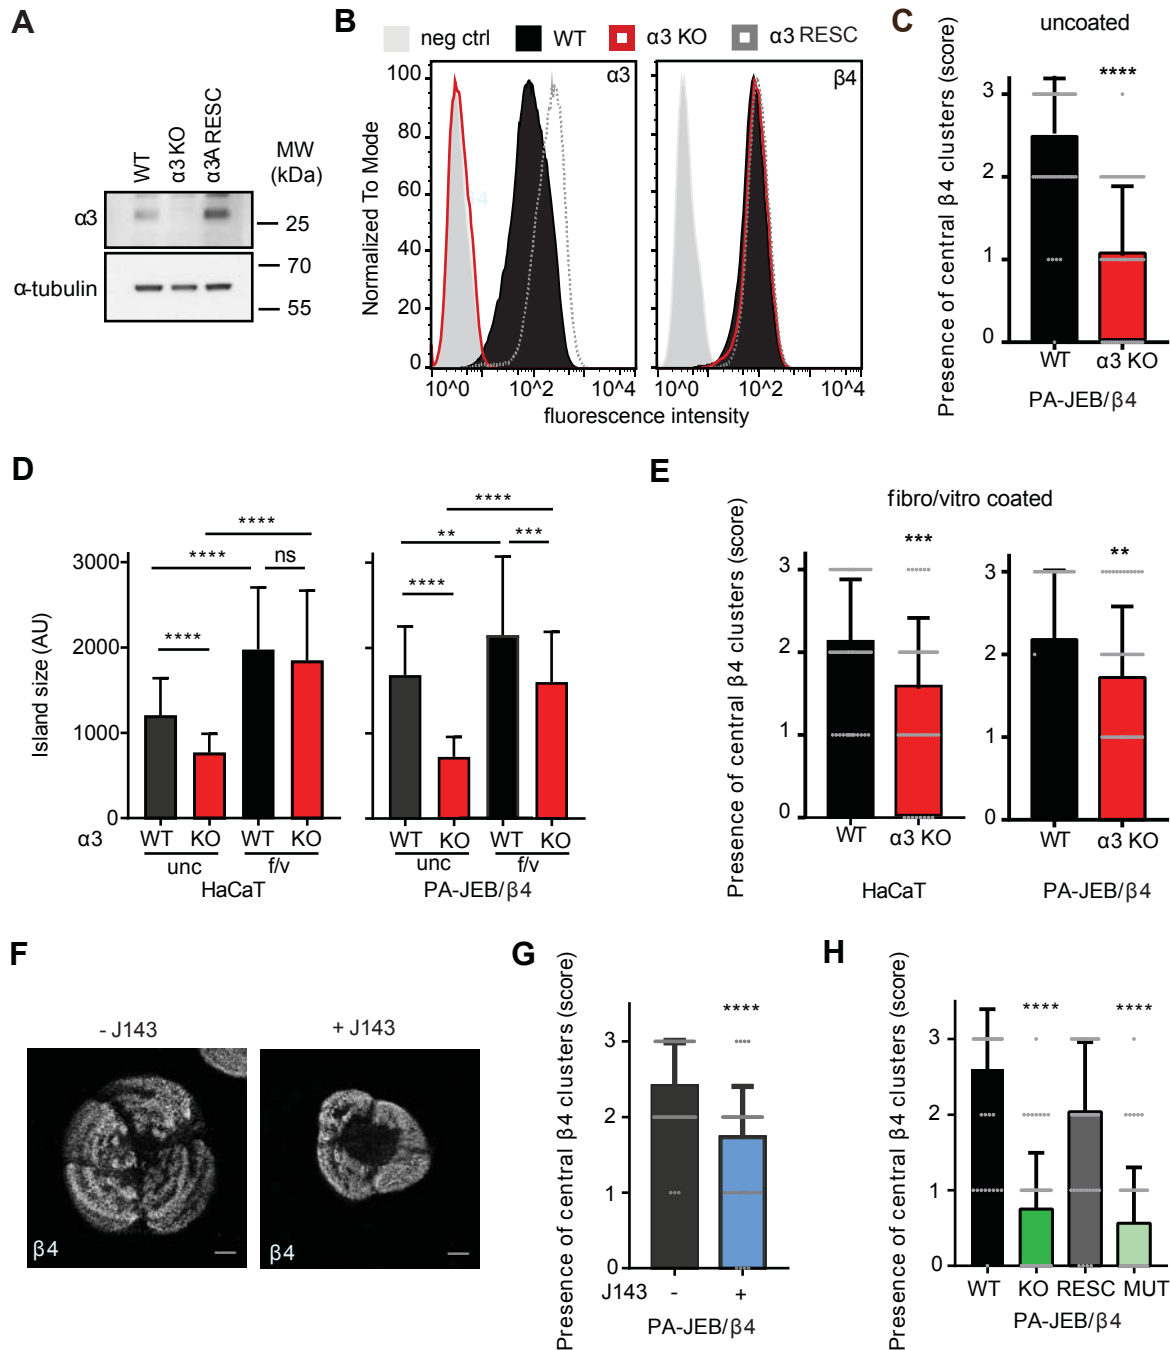 A
WT
α3 KO
α3A RESC
MW
(kDa)
α3
25
70
α-tubulin
55
B
neg ctrl
WT
α3 KO
α3 RESC
Normalized To Mode
100
80
60
40
20
0
α3
β4
10^0
10^2
10^4
10^0
10^2
10^4
fluorescence intensity
C
uncoated
Presence of central β4 clusters (score)
****
3
2
1
0
WT
α3 KO
PA-JEB/β4
D
Island size (AU)
3000
2000
1000
0
****
****
ns
****
****
**
***
****
α3
WT
KO
WT
KO
unc
f/v
HaCaT
WT
KO
WT
KO
unc
f/v
PA-JEB/β4
E
fibro/vitro coated
Presence of central β4 clusters (score)
***
3
2
1
0
WT
α3 KO
HaCaT
**
3
2
1
0
WT
α3 KO
PA-JEB/β4
F
- J143
+ J143
β4
β4
G
Presence of central β4 clusters (score)
****
3
2
1
0
J143
-
+
PA-JEB/β4
H
Presence of central β4 clusters (score)
****
****
3
2
1
0
WT
KO
RESC
MUT
PA-JEB/β4